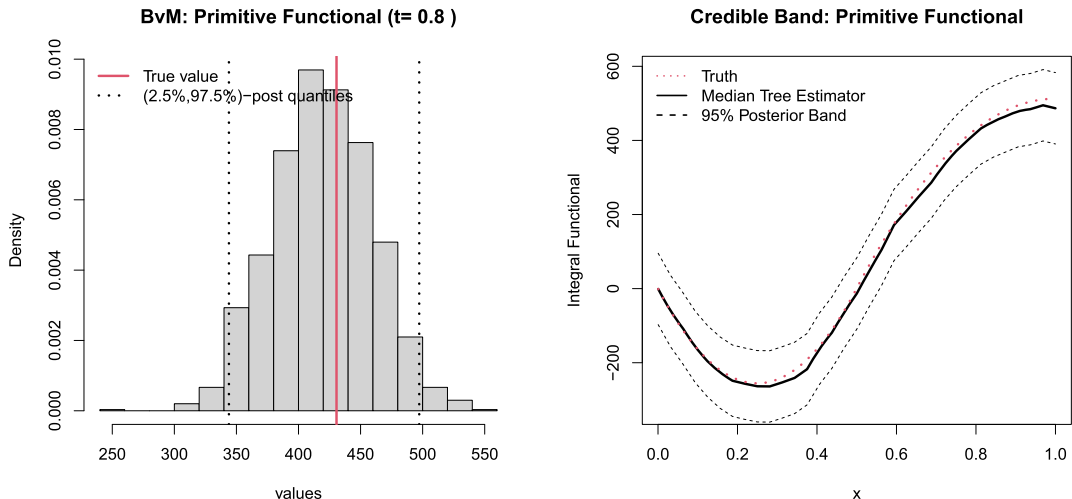 BvM: Primitive Functional (t= 0.8 )
True value
(2.5%,97.5%)−post quantiles
Density
0.000
0.002
0.004
0.006
0.008
0.010
250 300 350 400 450 500 550
values
Credible Band: Primitive Functional
Truth
Median Tree Estimator
95% Posterior Band
Integral Functional
−200
0
200
400
600
0.0 0.2 0.4 0.6 0.8 1.0
x